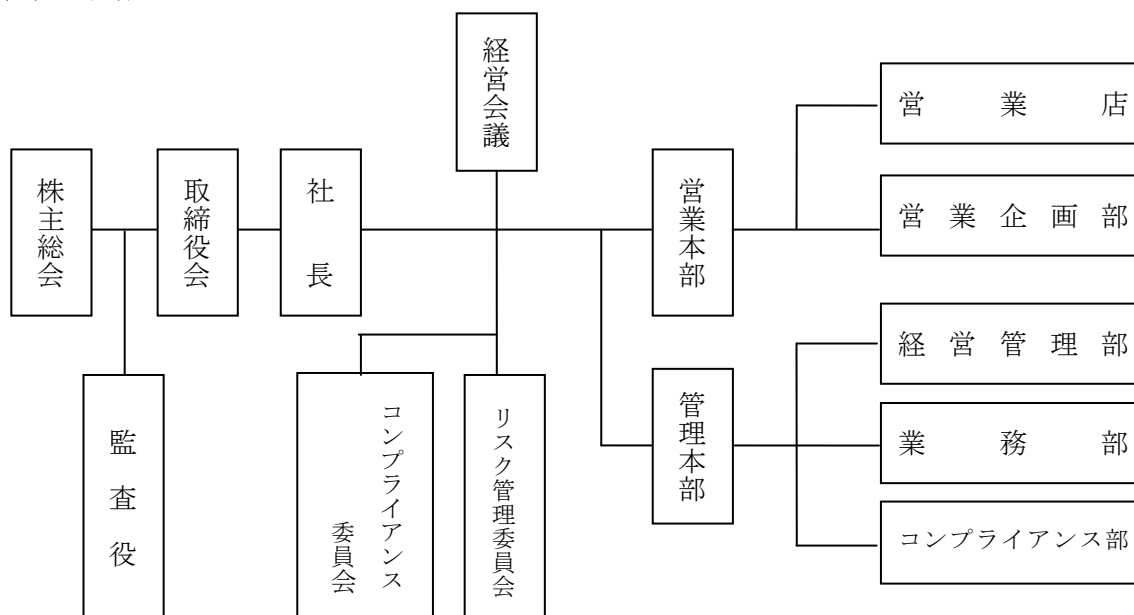 経営会議
株主総会
取締役会
社長
営業本部
営業店
営業企画部
監査役
コンプライアンス
委員会
リスク管理委員会
管理本部
経営管理部
業務部
コンプライアンス部